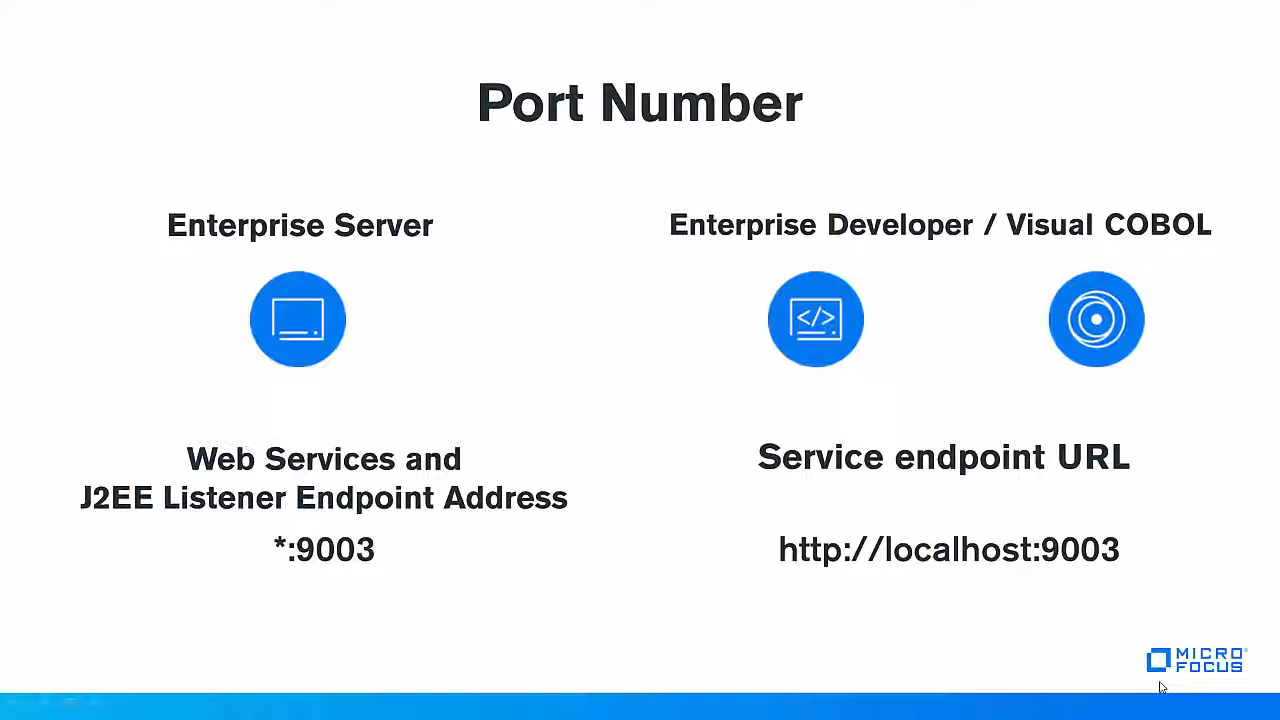 Port Number
Enterprise Server
Enterprise Developer / Visual COBOL
</>
Web Services and
J2EE Listener Endpoint Address
*:9003
Service endpoint URL
http://localhost:9003
MICRO
FOCUS